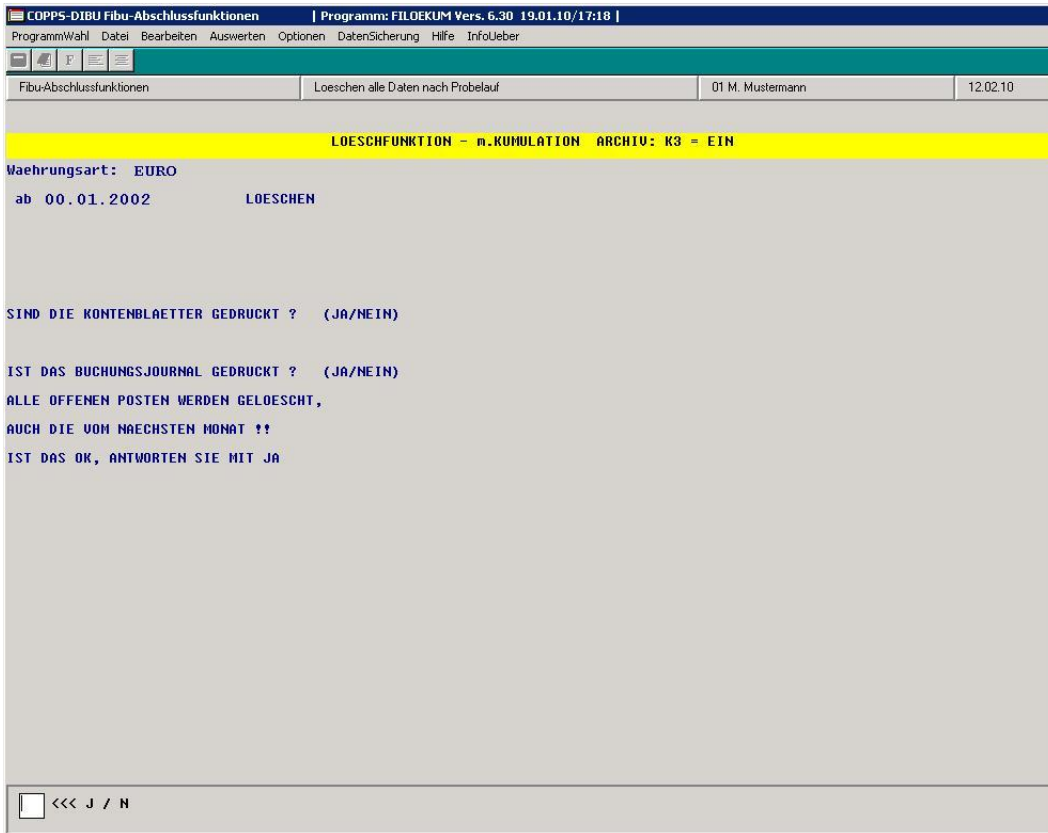 COPPS-DIBU Fibu-Abschlussfunktionen | Programm: FILOEKUM Vers. 6.30 19.01.10/17:18 |
ProgrammWahl Datei Bearbeiten Auswerten Optionen DatenSicherung Hilfe InfoUeber
F
Fibu-Abschlussfunktionen Loeschen alle Daten nach Probelauf 01 M. Mustermann 12.02.10
LOESCHFUNKTION - m.KUMULATION ARCHIV: K3 = EIN
Waehrungsart: EURO
ab 00.01.2002 LOESCHEN
SIND DIE KONTENBLAETTER GEDRUCKT ? (JA/NEIN)
IST DAS BUCHUNGSJOURNAL GEDRUCKT ? (JA/NEIN)
ALLE OFFENEN POSTEN WERDEN GELOESCHT,
AUCH DIE VOM NAECHSTEN MONAT !!
IST DAS OK, ANTWORTEN SIE MIT JA
<<< J / N